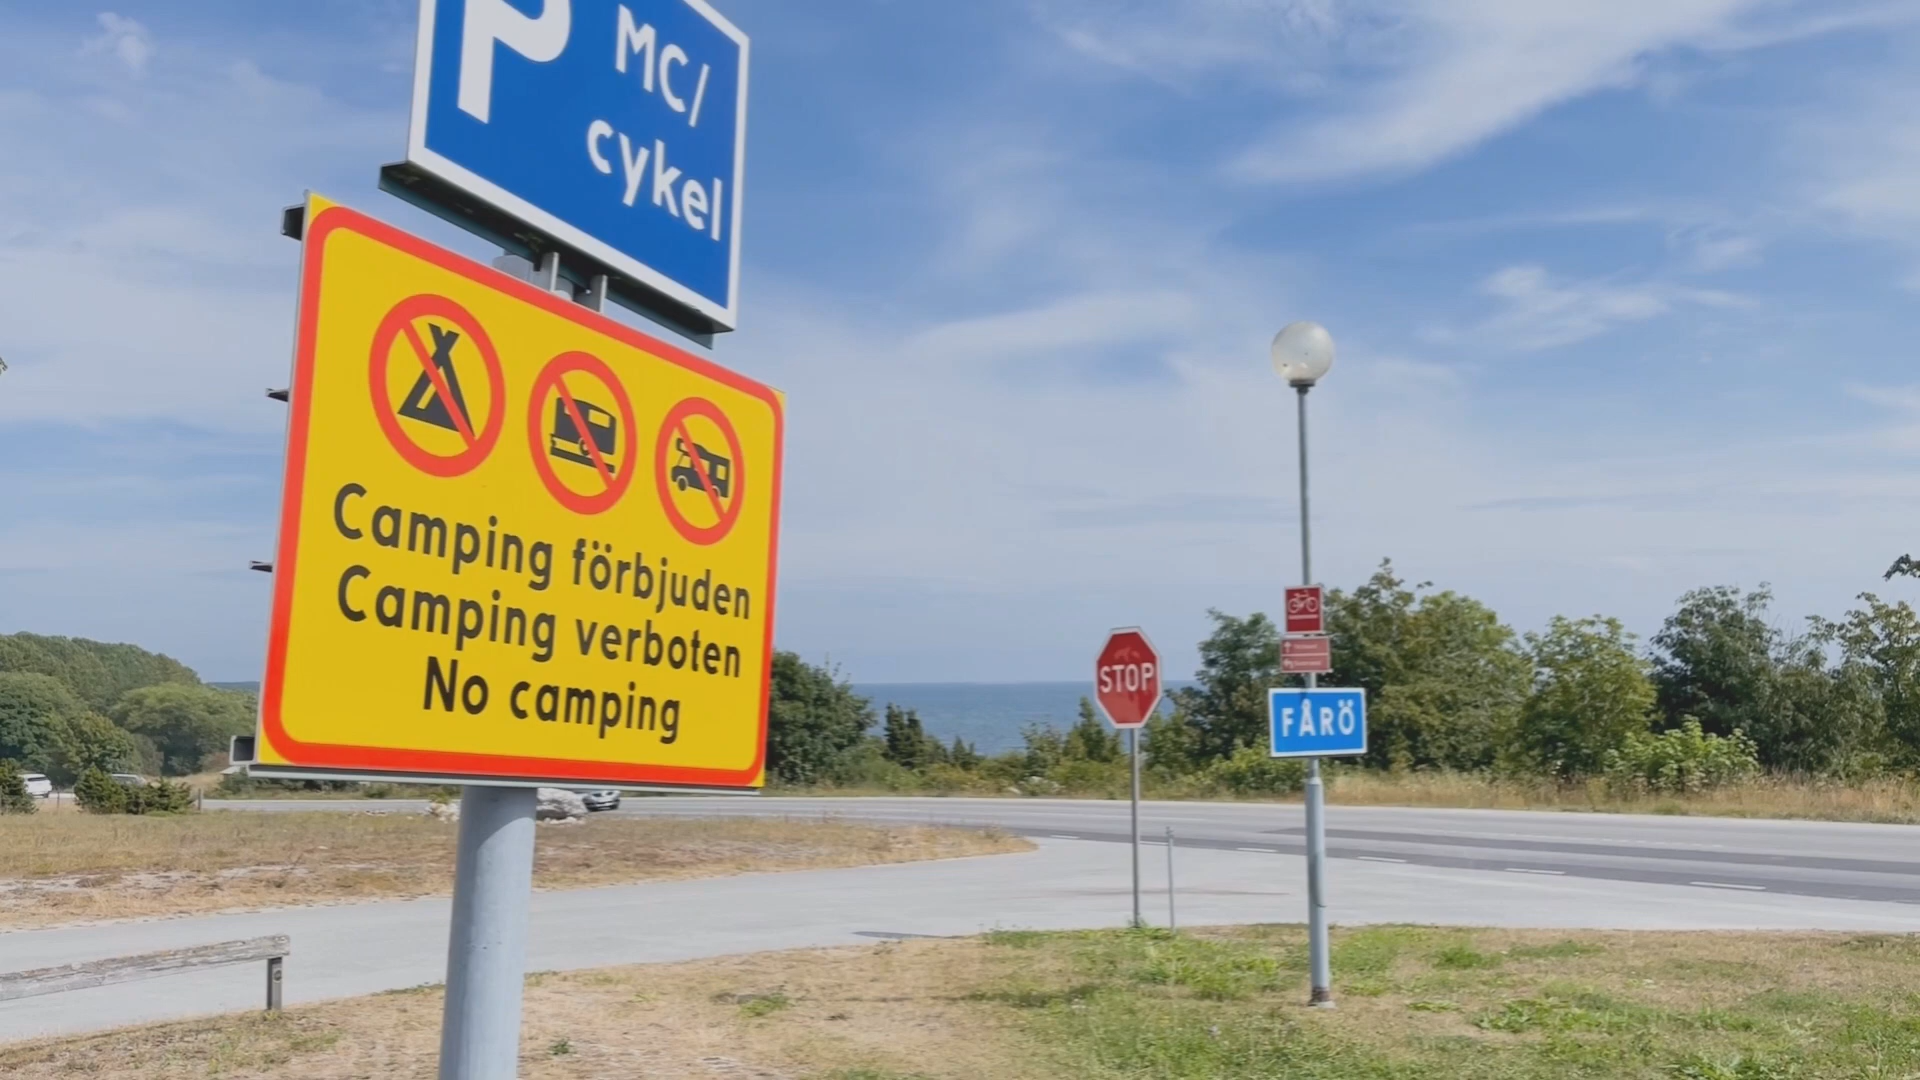 P MC/
cykel
Camping förbjuden
Camping verboten
No camping
STOP
FÅRÖ